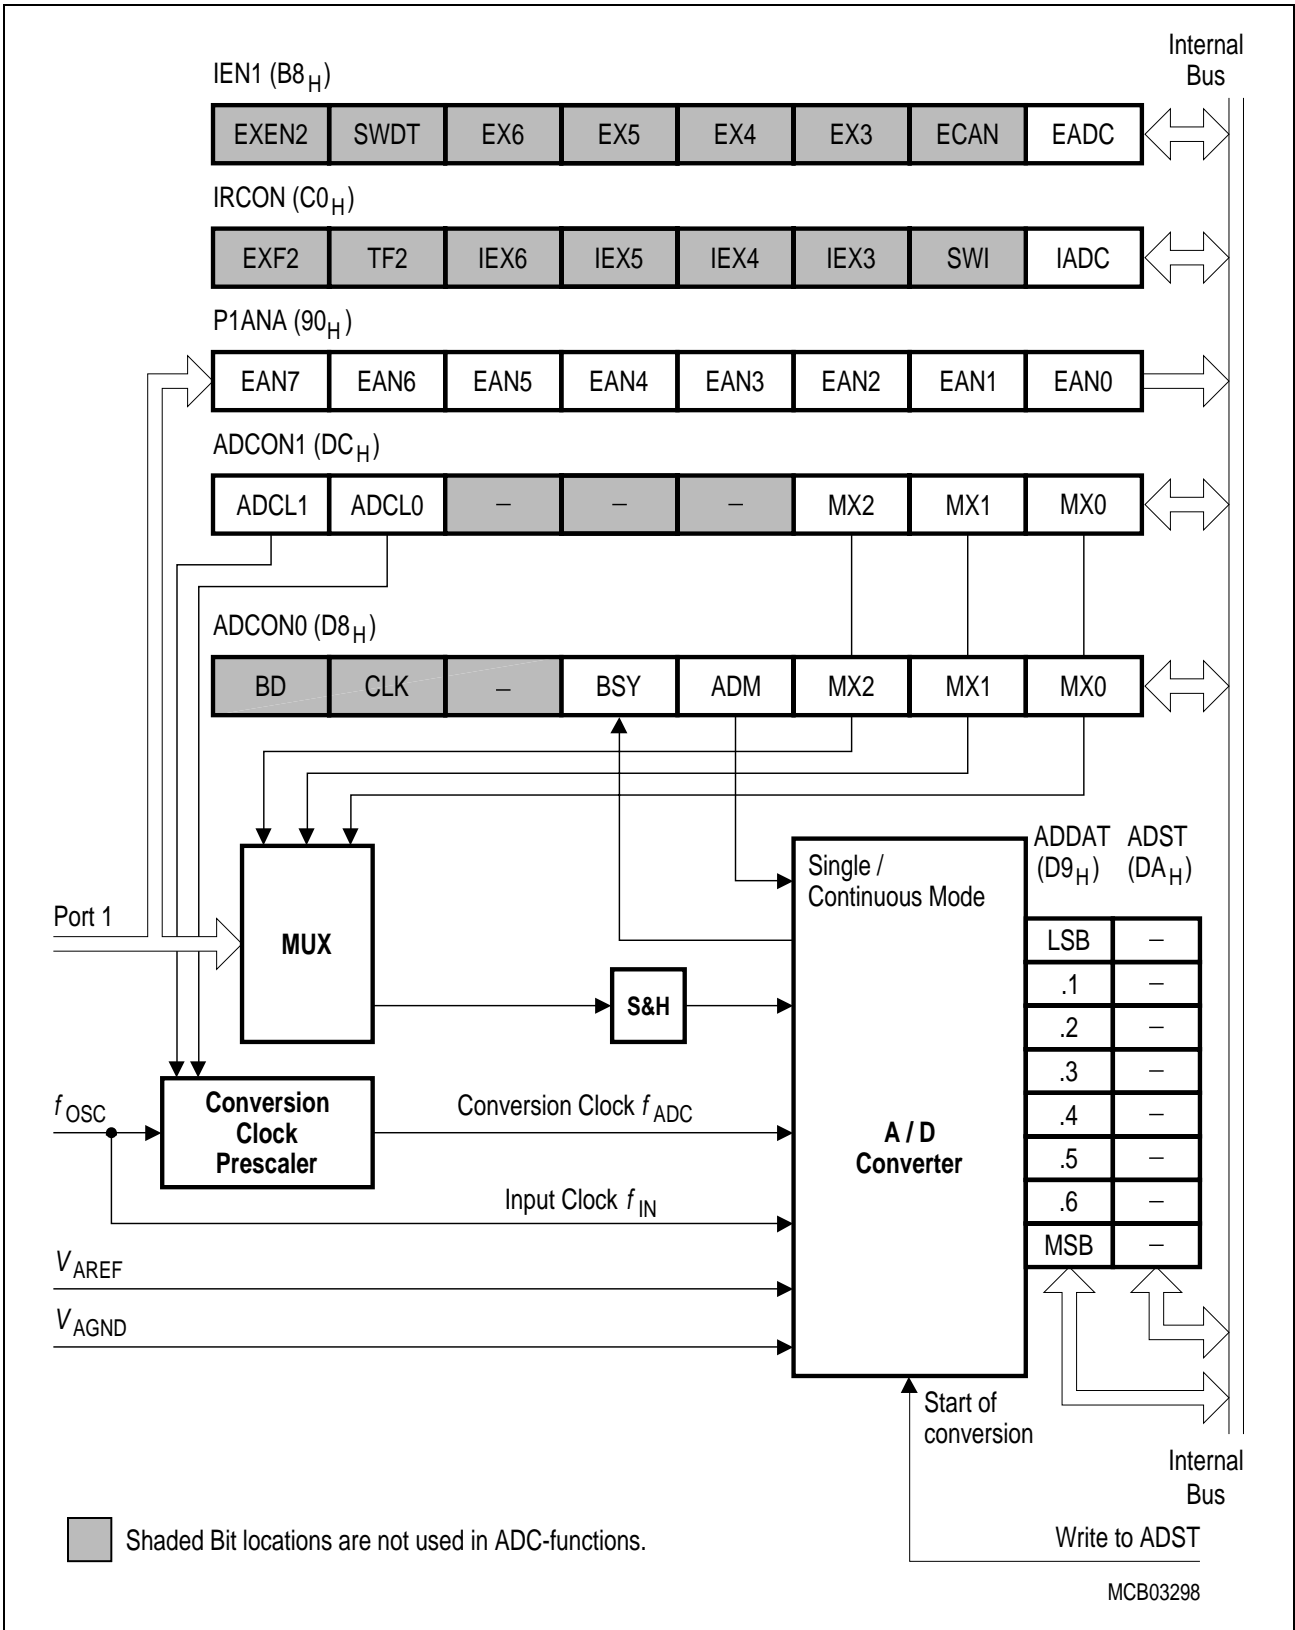 Internal
Bus
IEN1 (B8H)
EXEN2 SWDT EX6 EX5 EX4 EX3 ECAN EADC
IRCON (C0H)
EXF2 TF2 IEX6 IEX5 IEX4 IEX3 SWI IADC
P1ANA (90H)
EAN7 EAN6 EAN5 EAN4 EAN3 EAN2 EAN1 EAN0
ADCON1 (DCH)
ADCL1 ADCL0 – – – MX2 MX1 MX0
ADCON0 (D8H)
BD CLK – BSY ADM MX2 MX1 MX0
ADDAT ADST
(D9H) (DAH)
Single /
Continuous Mode
Port 1
MUX
S&H
LSB –
.1 –
.2 –
.3 –
.4 –
.5 –
.6 –
MSB –
fOSC
Conversion
Clock
Prescaler
Conversion Clock fADC
A / D
Converter
Input Clock fIN
VAREF
VAGND
Start of
conversion
Internal
Bus
Write to ADST
Shaded Bit locations are not used in ADC-functions.
MCB03298